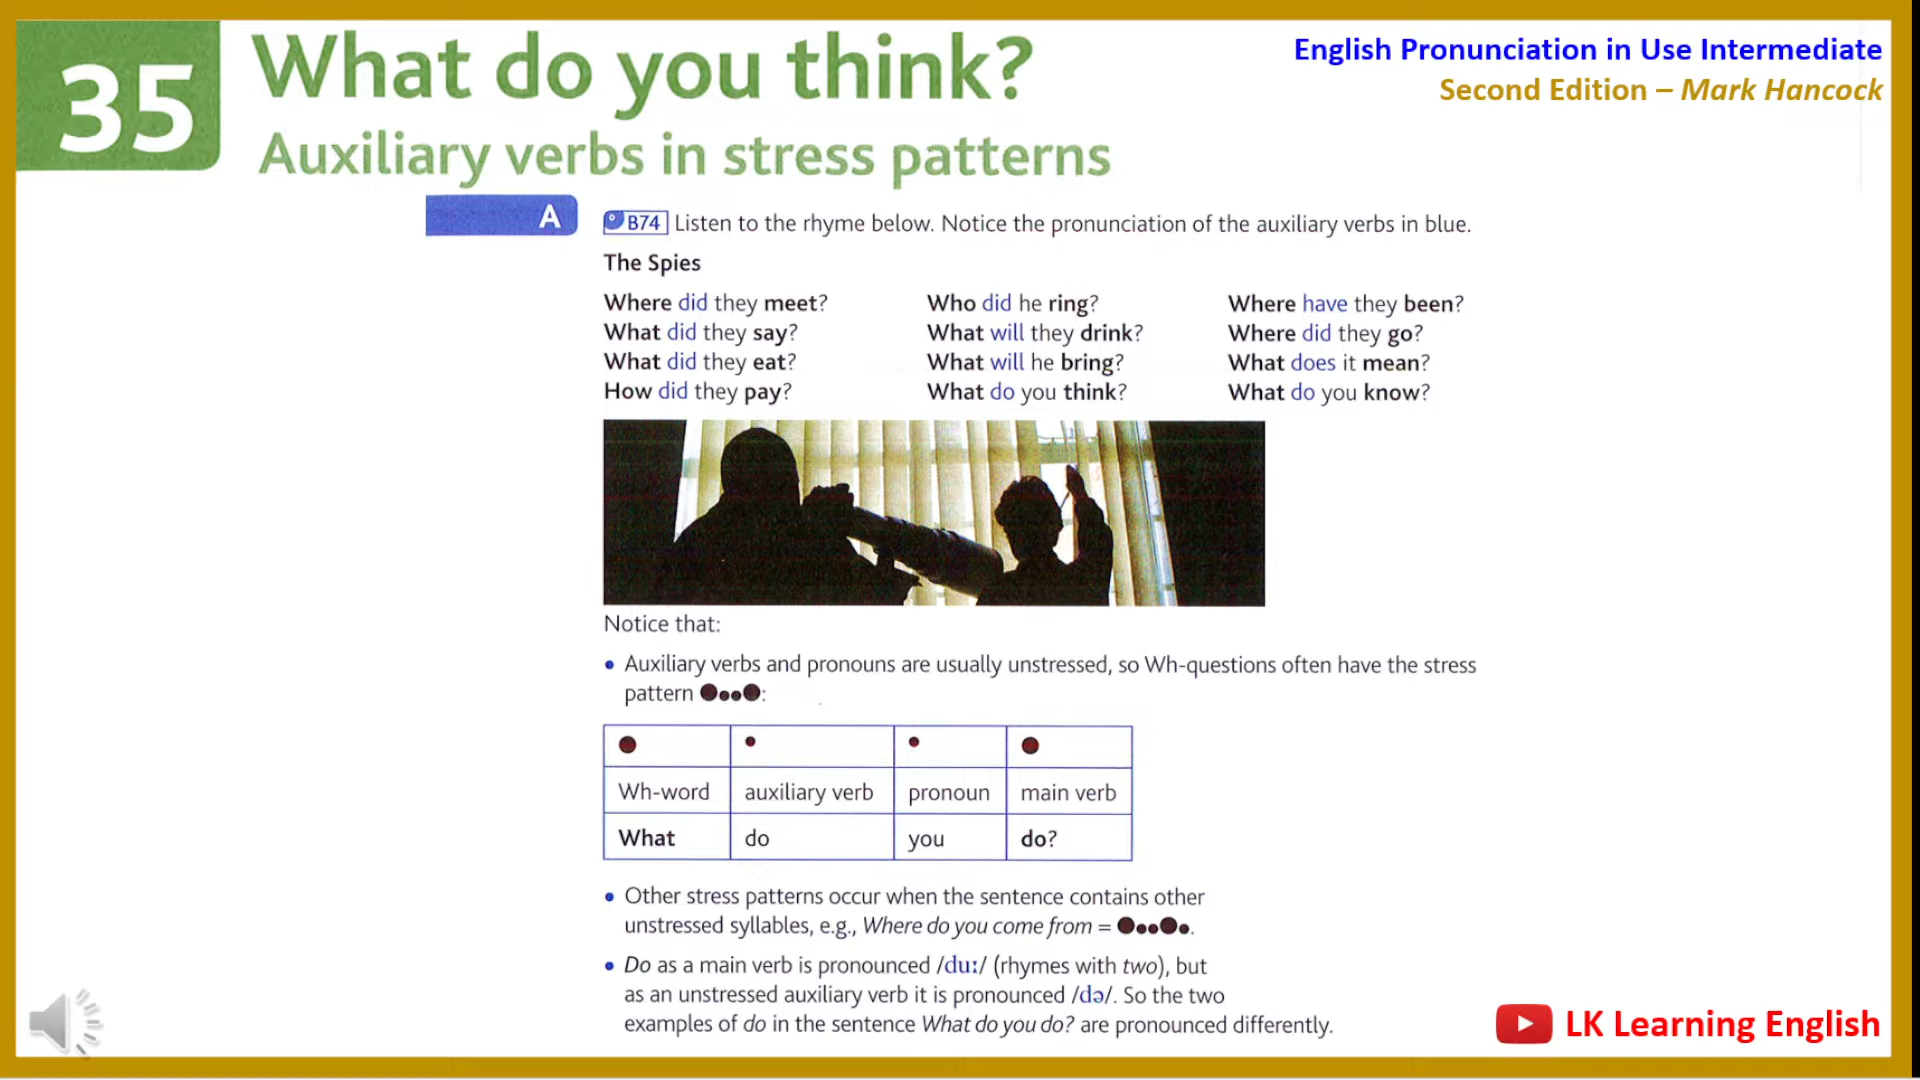 35
What do you think?
Auxiliary verbs in stress patterns
English Pronunciation in Use Intermediate
Second Edition – Mark Hancock
A
B74 Listen to the rhyme below. Notice the pronunciation of the auxiliary verbs in blue.
The Spies
Where did they meet?
What did they say?
What did they eat?
How did they pay?
Who did he ring?
What will they drink?
What will he bring?
What do you think?
Where have they been?
Where did they go?
What does it mean?
What do you know?
Notice that:
• Auxiliary verbs and pronouns are usually unstressed, so Wh-questions often have the stress
pattern ●••●:
● • • ●
Wh-word auxiliary verb pronoun main verb
What do you do?
• Other stress patterns occur when the sentence contains other
unstressed syllables, e.g., Where do you come from = ●••●•.
• Do as a main verb is pronounced /duː/ (rhymes with two), but
as an unstressed auxiliary verb it is pronounced /də/. So the two
examples of do in the sentence What do you do? are pronounced differently.
LK Learning English